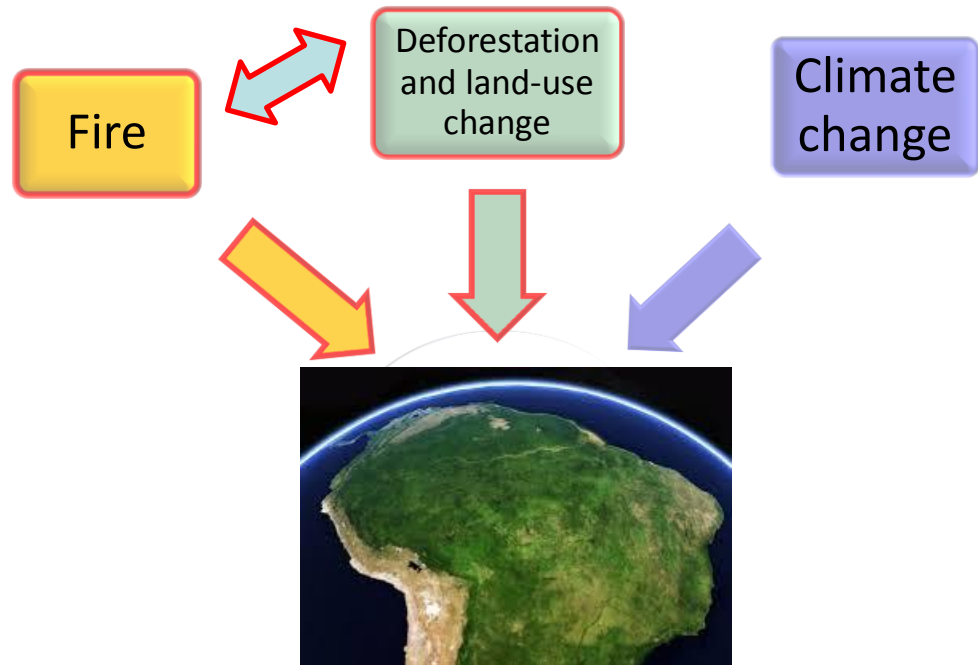 Fire
Deforestation
and land-use
change
Climate
change